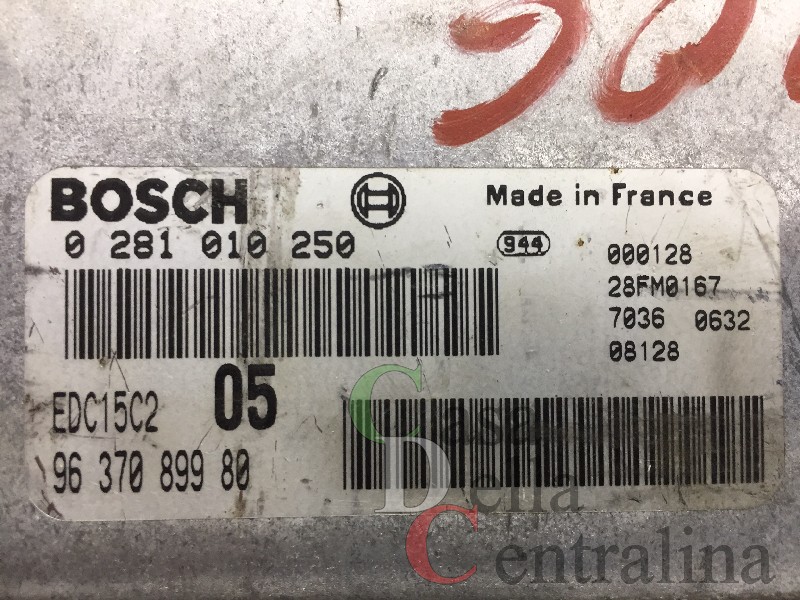 BOSCH
Made in France
0 281 010 250
944
000128
28FM0167
7036 0632
08128
EDC15C2 05
96 370 899 80
Casa
Della
Centralina